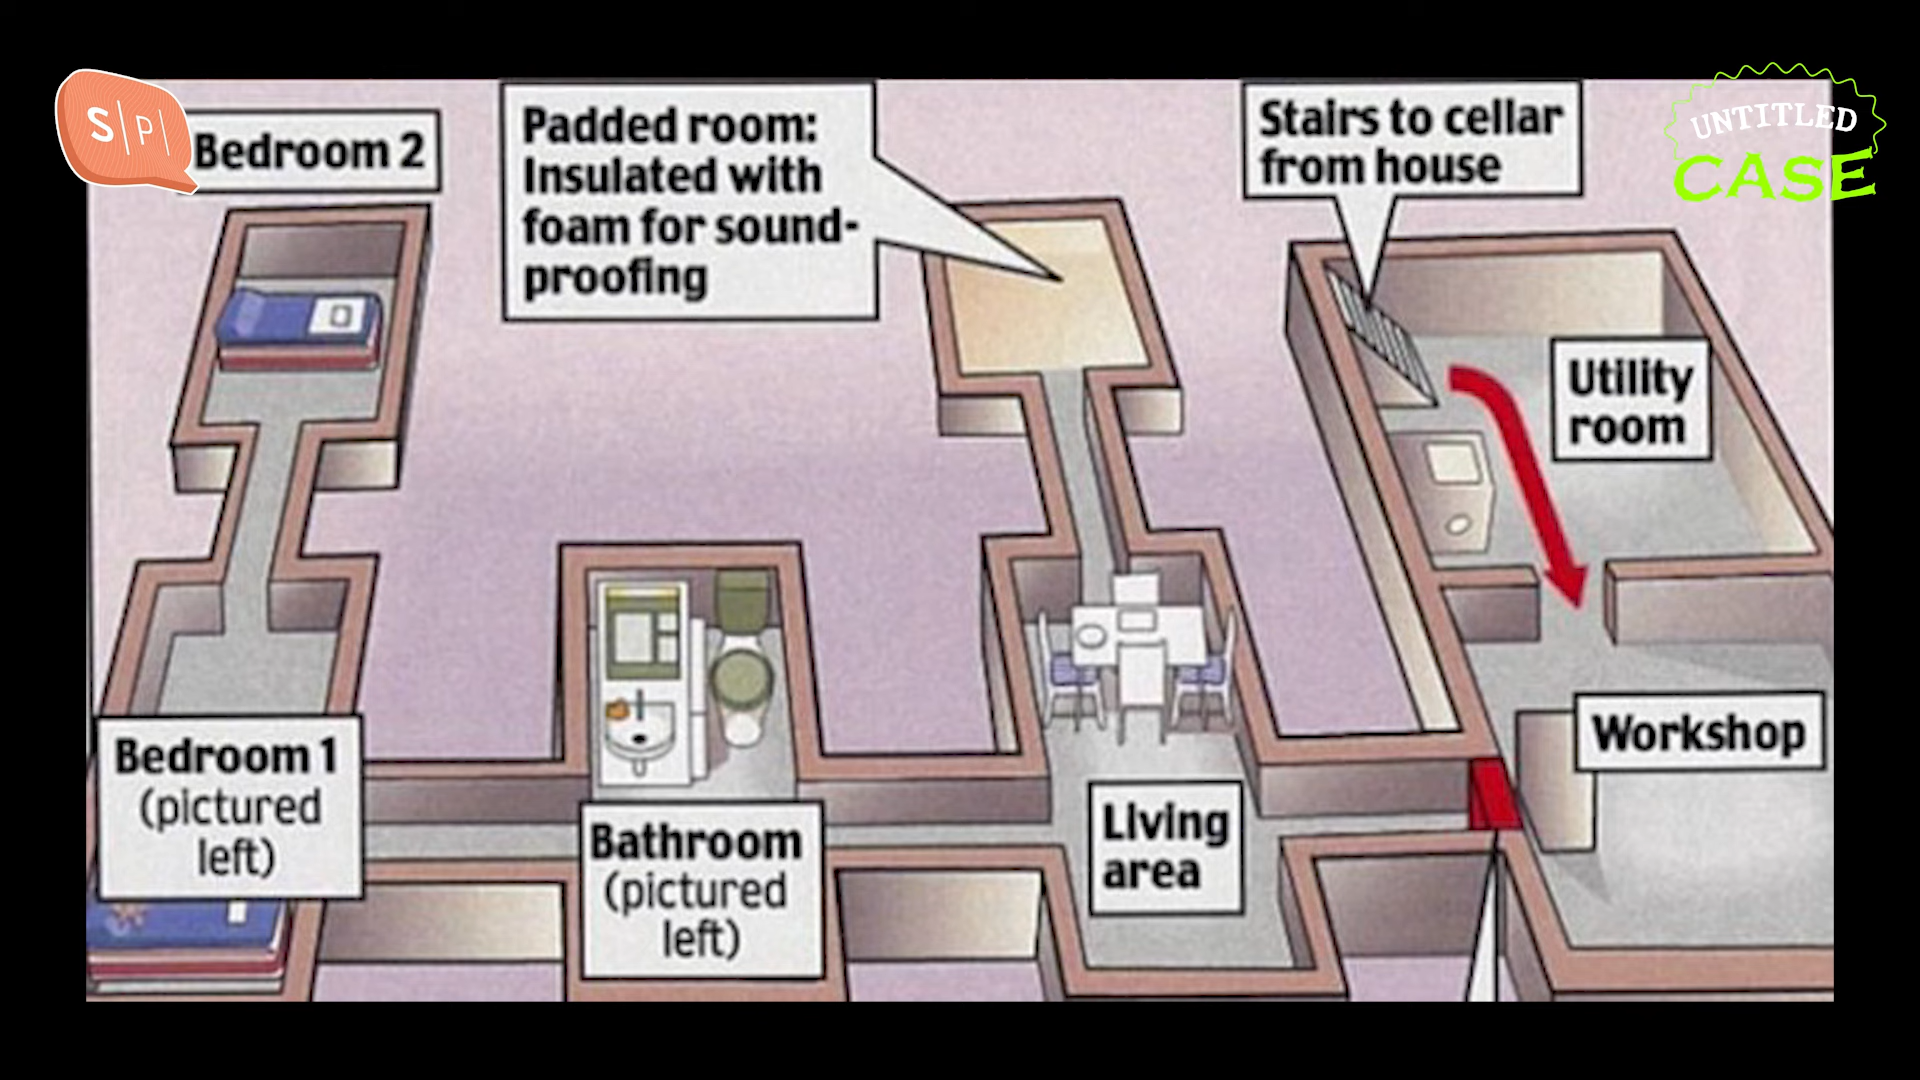 S|P|
Bedroom 2
Padded room:
Insulated with
foam for sound-
proofing
Stairs to cellar
from house
UNTITLED
CASE
Utility
room
Workshop
Bedroom 1
(pictured
left)
Bathroom
(pictured
left)
Living
area